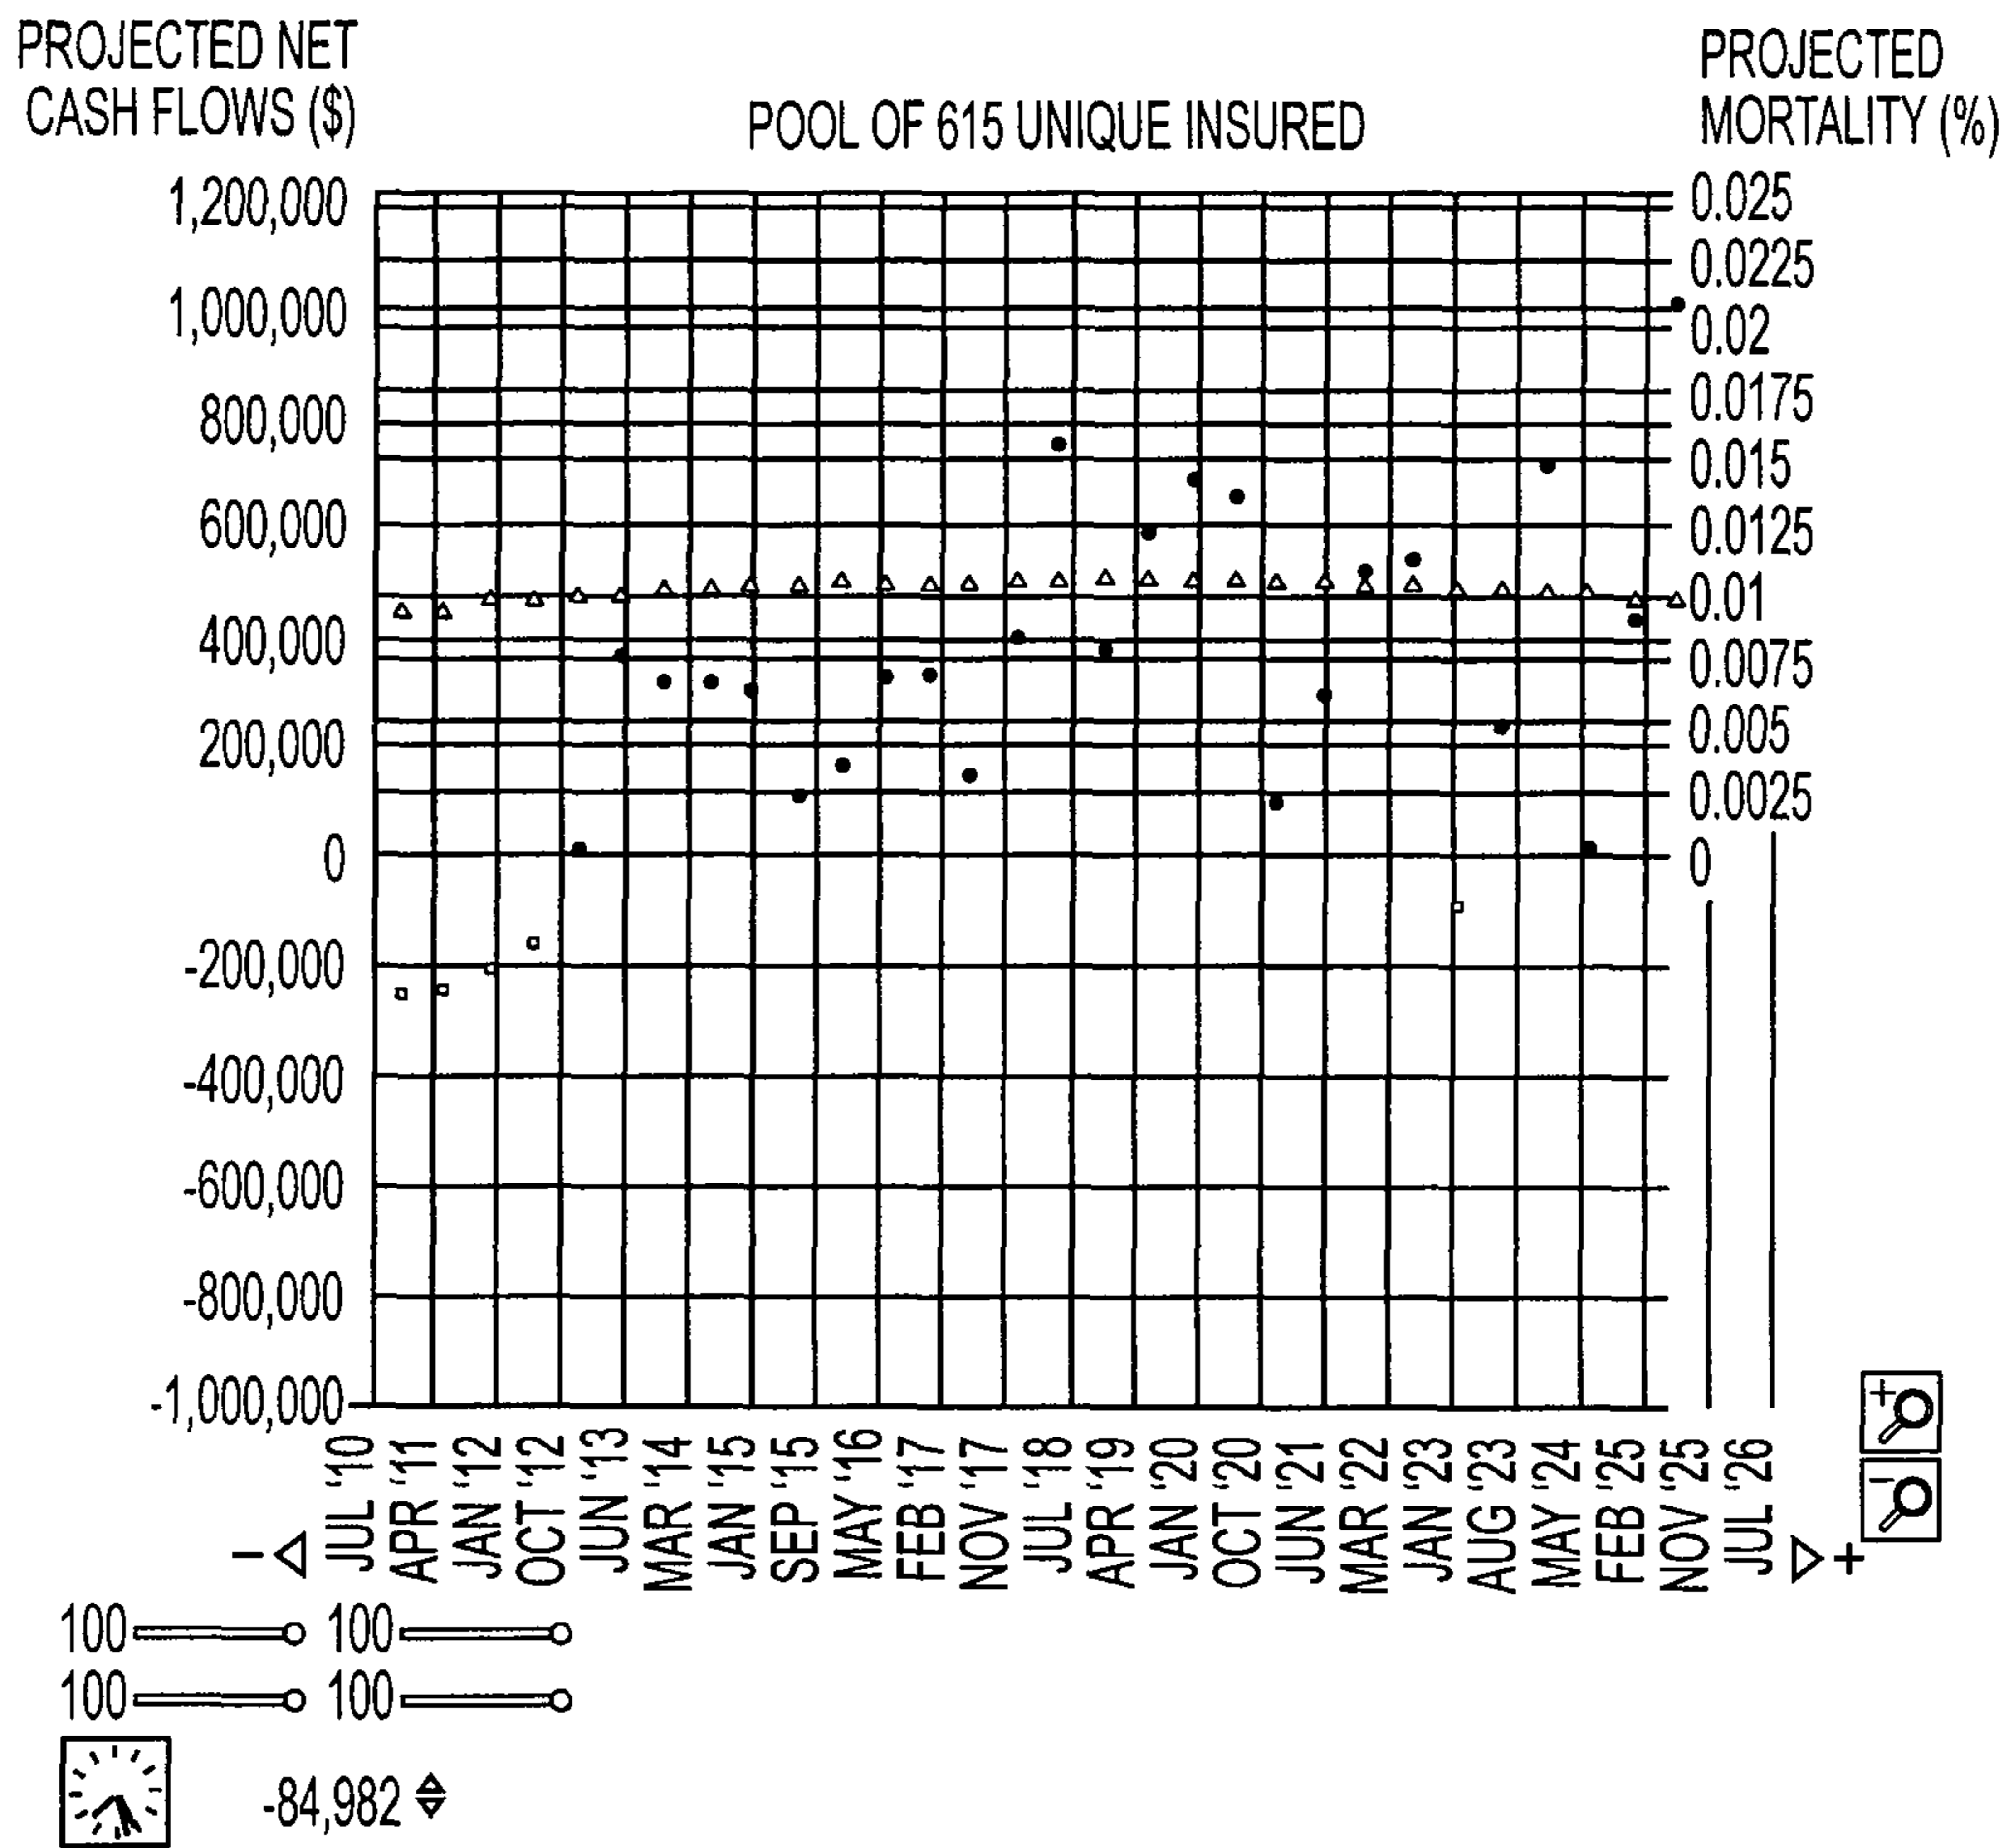 PROJECTED NET
CASH FLOWS ($)
POOL OF 615 UNIQUE INSURED
PROJECTED
MORTALITY (%)
1,200,000
1,000,000
800,000
600,000
400,000
200,000
0
-200,000
-400,000
-600,000
-800,000
-1,000,000
0.025
0.0225
0.02
0.0175
0.015
0.0125
0.01
0.0075
0.005
0.0025
0
JUL '10
APR '11
JAN '12
OCT '12
JUN '13
MAR '14
JAN '15
SEP '15
MAY '16
FEB '17
NOV '17
JUL '18
APR '19
JAN '20
OCT '20
JUN '21
MAR '22
JAN '23
AUG '23
MAY '24
FEB '25
NOV '25
JUL '26
100 100
100 100
-84,982